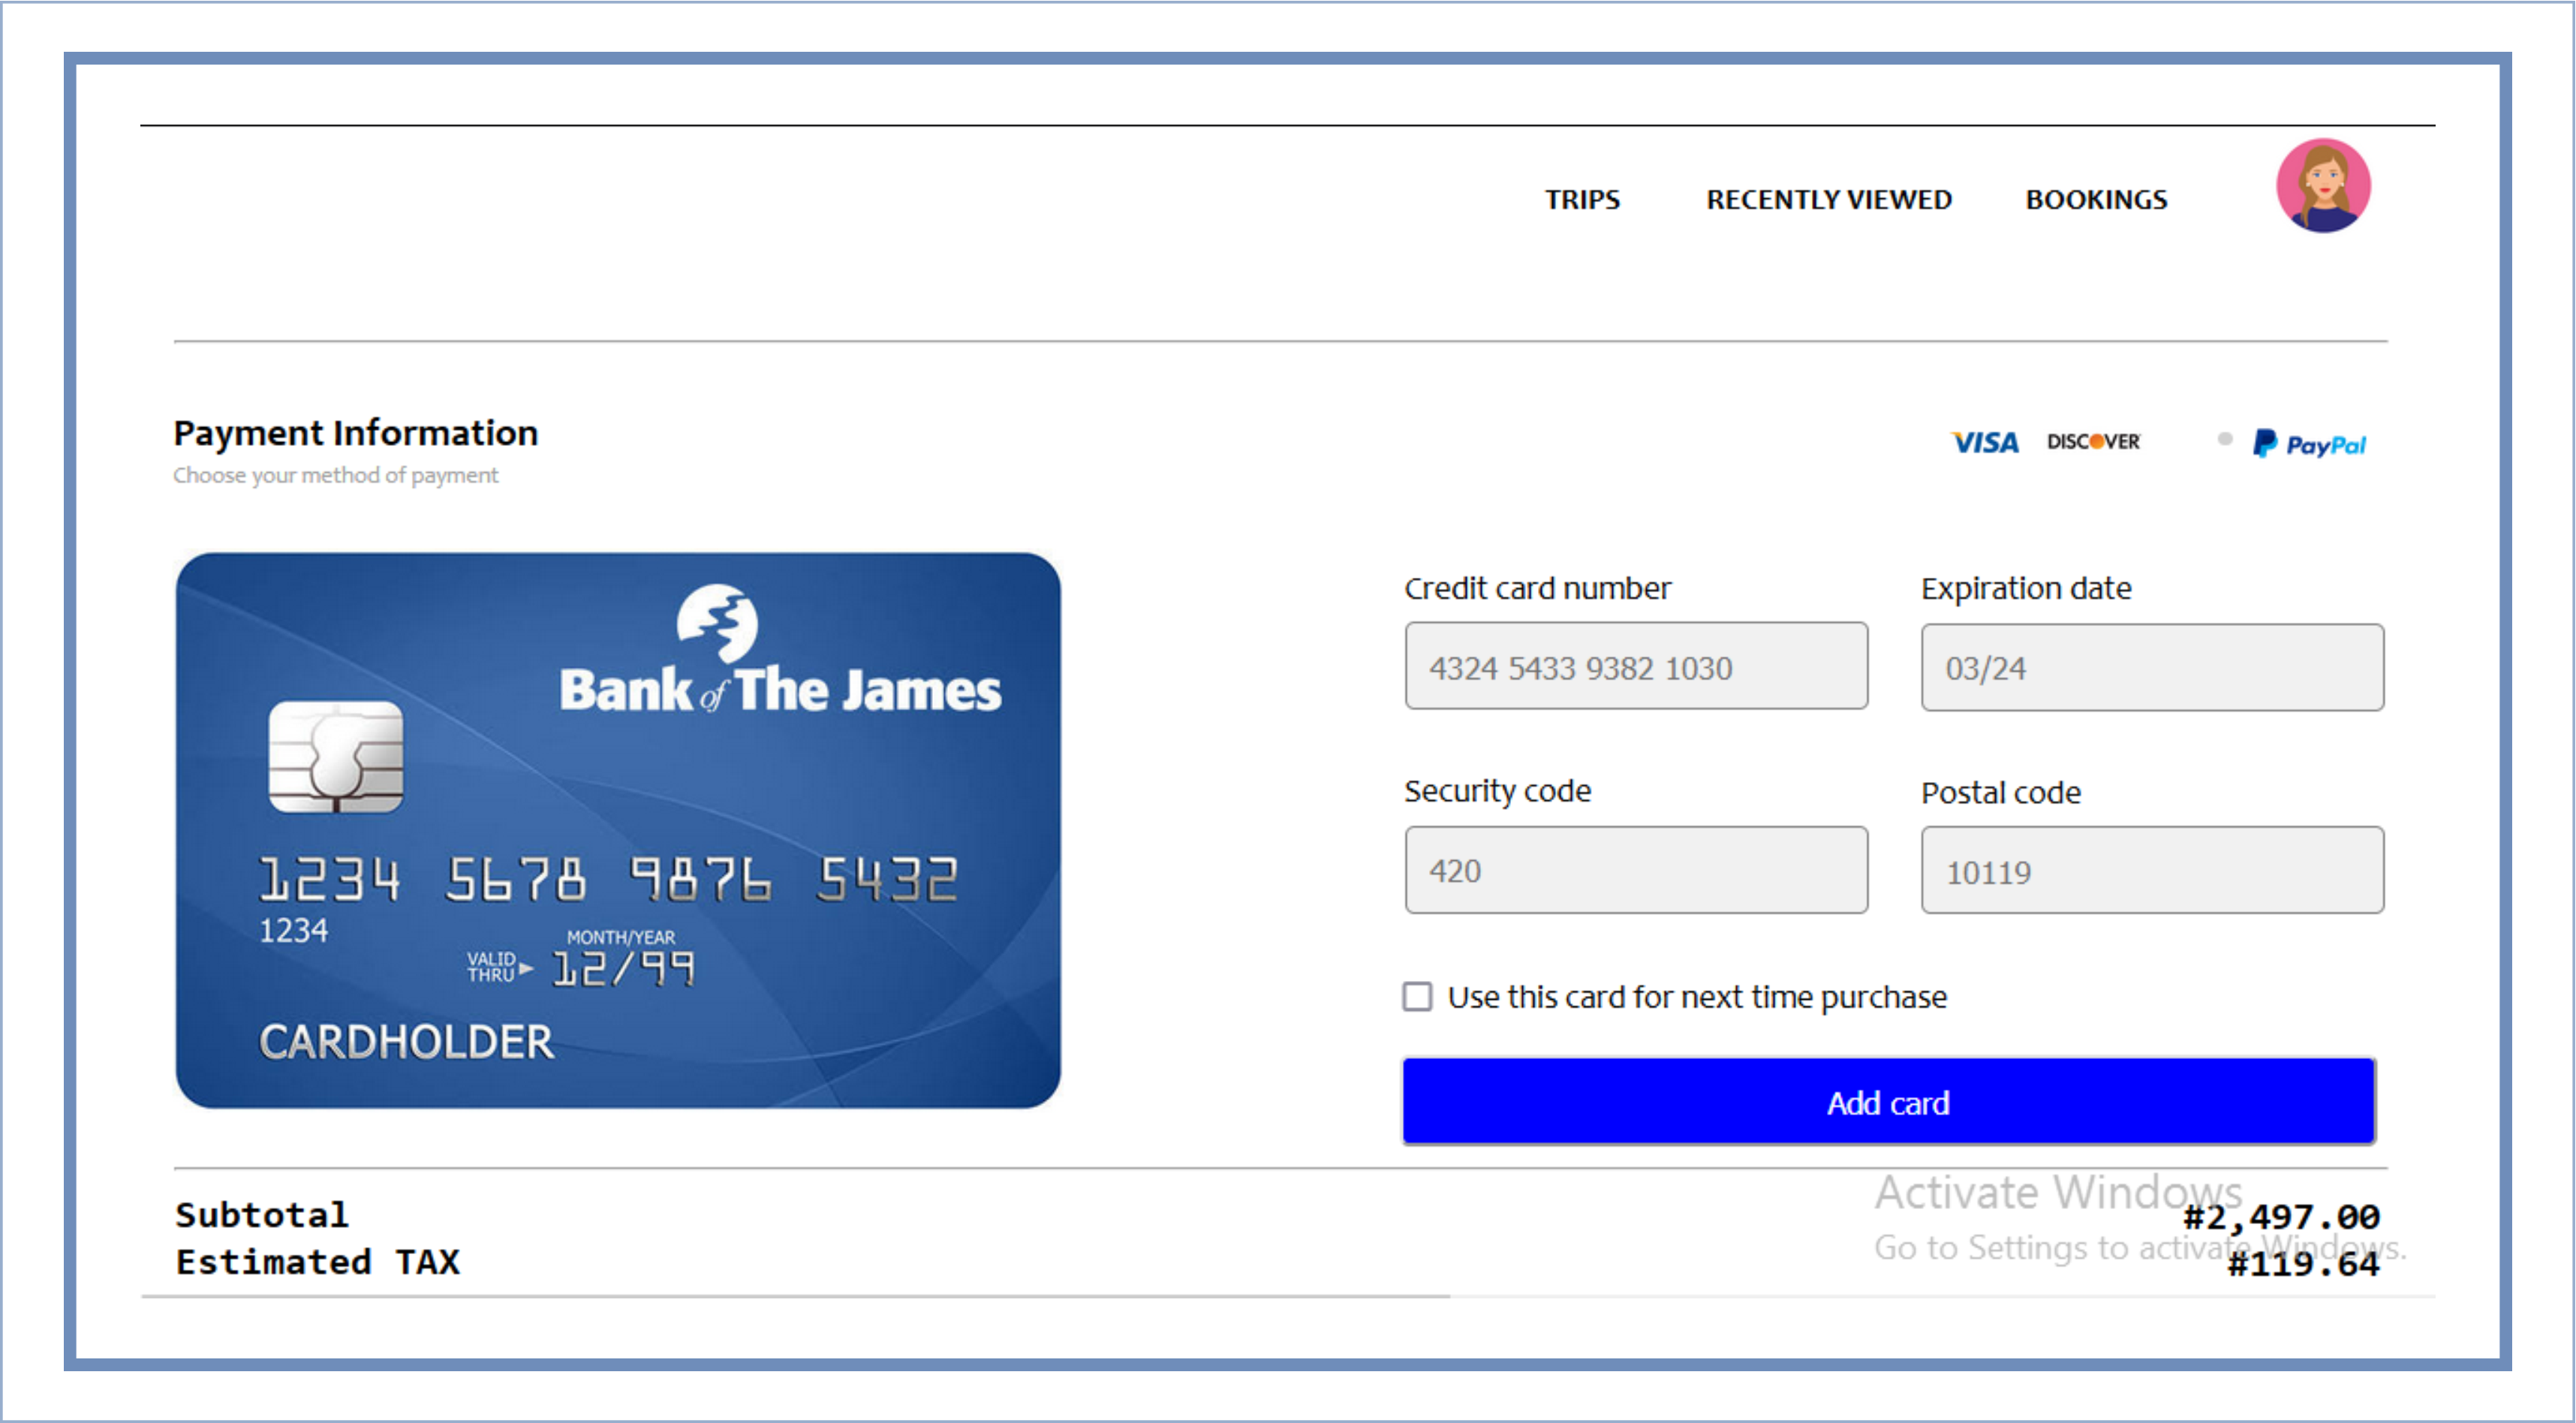 TRIPS RECENTLY VIEWED BOOKINGS
Payment Information
Choose your method of payment
VISA DISCOVER PayPal
Bank of The James
1234 5678 9876 5432
1234
MONTH/YEAR
VALID THRU 12/99
CARDHOLDER
Credit card number Expiration date
4324 5433 9382 1030 03/24
Security code Postal code
420 10119
Use this card for next time purchase
Add card
Activate Windows
Go to Settings to activate Windows.
Subtotal #2,497.00
Estimated TAX #119.64